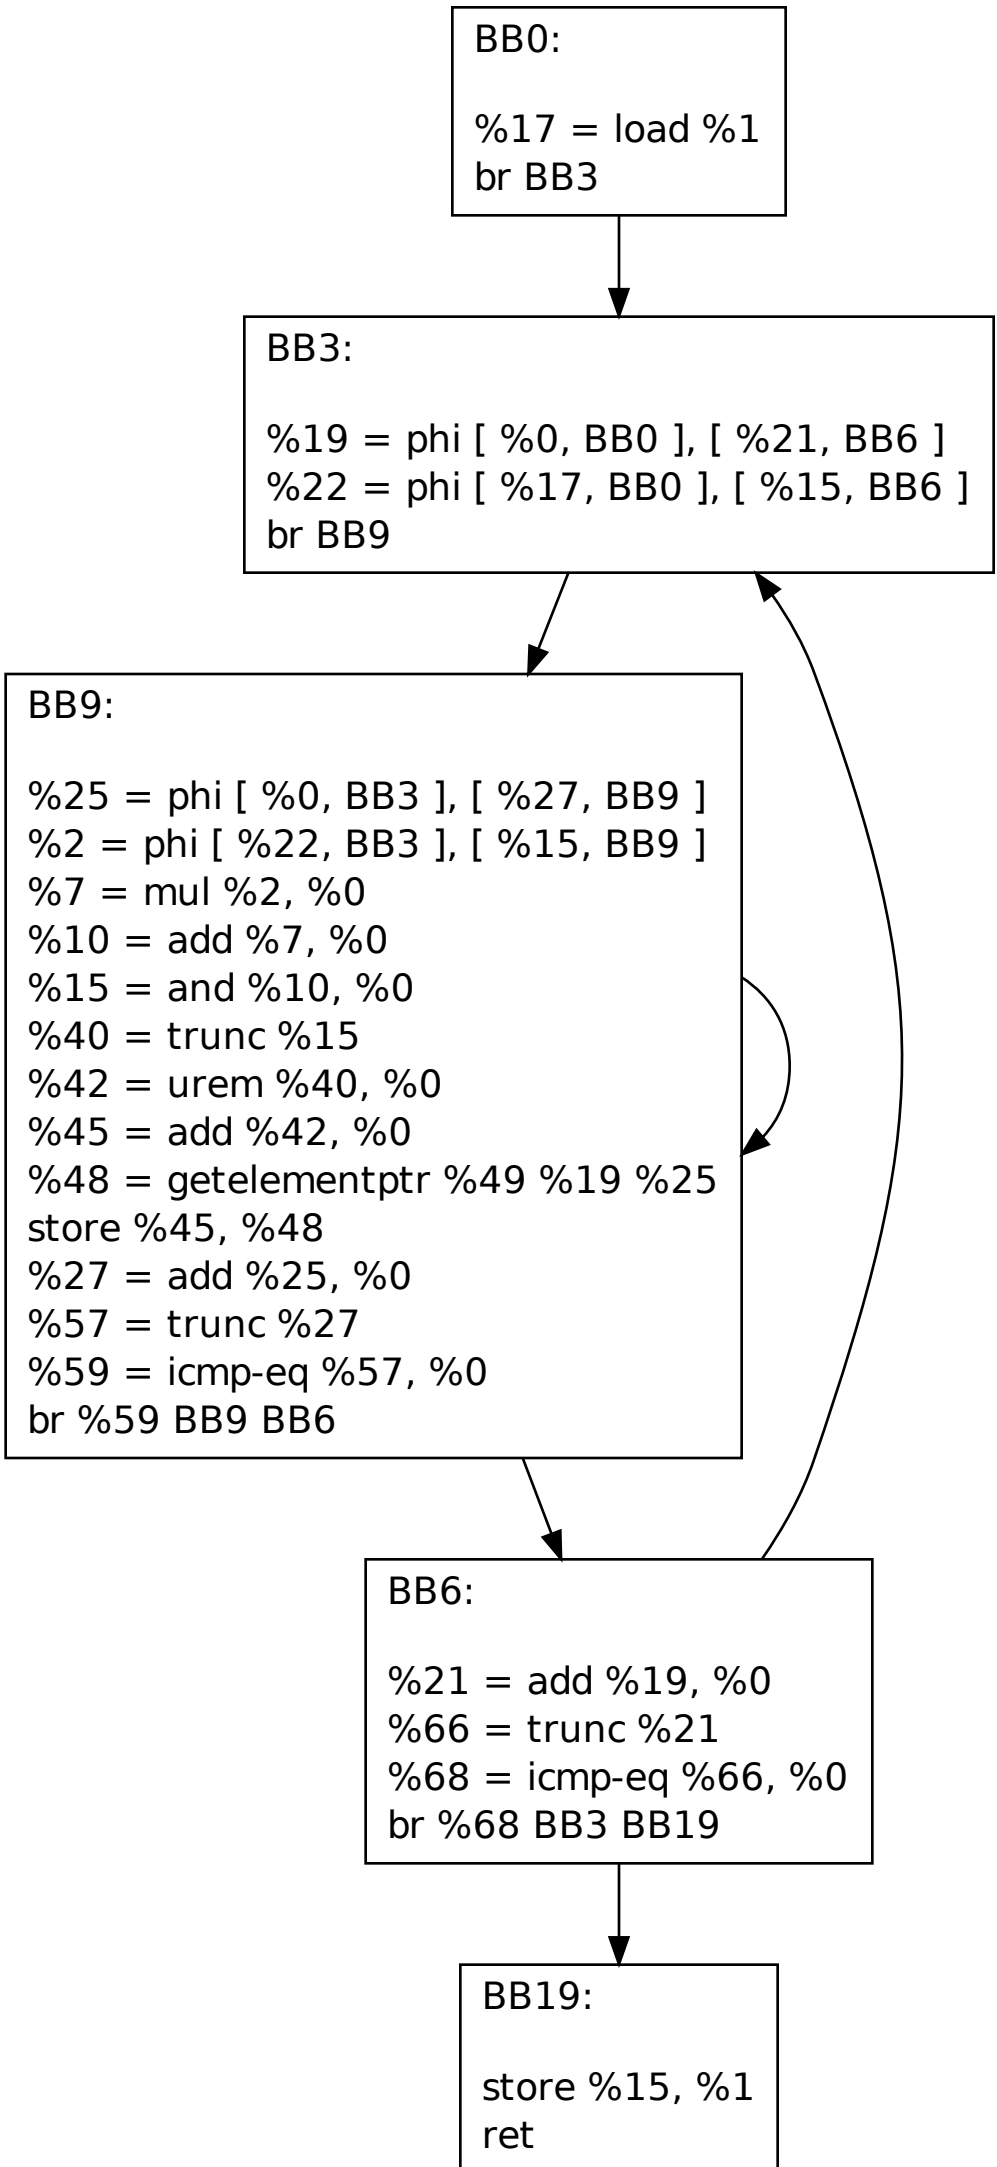 BB0:
%17 = load %1
br BB3
BB3:
%19 = phi [ %0, BB0 ], [ %21, BB6 ]
%22 = phi [ %17, BB0 ], [ %15, BB6 ]
br BB9
BB9:
%25 = phi [ %0, BB3 ], [ %27, BB9 ]
%2 = phi [ %22, BB3 ], [ %15, BB9 ]
%7 = mul %2, %0
%10 = add %7, %0
%15 = and %10, %0
%40 = trunc %15
%42 = urem %40, %0
%45 = add %42, %0
%48 = getelementptr %49 %19 %25
store %45, %48
%27 = add %25, %0
%57 = trunc %27
%59 = icmp-eq %57, %0
br %59 BB9 BB6
BB6:
%21 = add %19, %0
%66 = trunc %21
%68 = icmp-eq %66, %0
br %68 BB3 BB19
BB19:
store %15, %1
ret